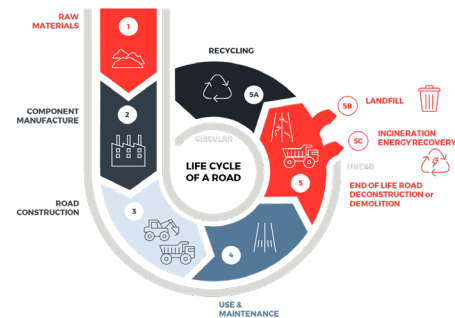 RAW
MATERIALS
1
RECYCLING
5A
5B
LANDFILL
COMPONENT
MANUFACTURE
2
CIRCULAR
5C
INCINERATION
ENERGY RECOVERY
LIFE CYCLE
OF A ROAD
LINEAR
5
END OF LIFE ROAD
DECONSTRUCTION or
DEMOLITION
ROAD
CONSTRUCTION
3
4
USE &
MAINTENANCE